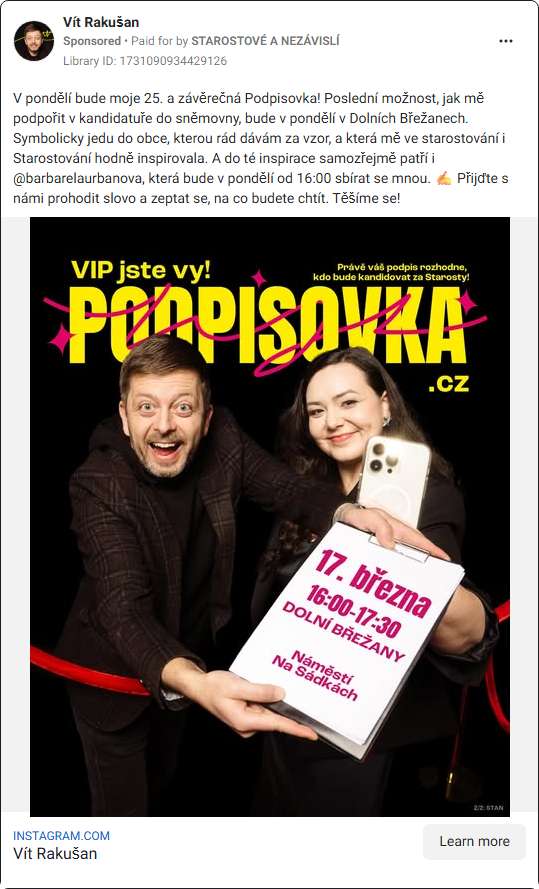 Vít Rakušan
Sponsored • Paid for by STAROSTOVÉ A NEZÁVISLÍ
Library ID: 1731090934429126
V pondělí bude moje 25. a závěrečná Podpisovka! Poslední možnost, jak mě
podpořit v kandidatuře do sněmovny, bude v pondělí v Dolních Břežanech.
Symbolicky jedu do obce, kterou rád dávám za vzor, a která mě ve starostování i
Starostování hodně inspirovala. A do té inspirace samozřejmě patří i
@barbarelaurbanova, která bude v pondělí od 16:00 sbírat se mnou. ✍️ Přijďte s
námi prohodit slovo a zeptat se, na co budete chtít. Těšíme se!
VIP jste vy!
Právě váš podpis rozhodne,
kdo bude kandidovat za Starosty!
PODPISOVKA
.cz
17. března
16:00-17:30
DOLNÍ BŘEŽANY
Náměstí
Na Sádkách
2/2: STAN
INSTAGRAM.COM
Vít Rakušan
Learn more